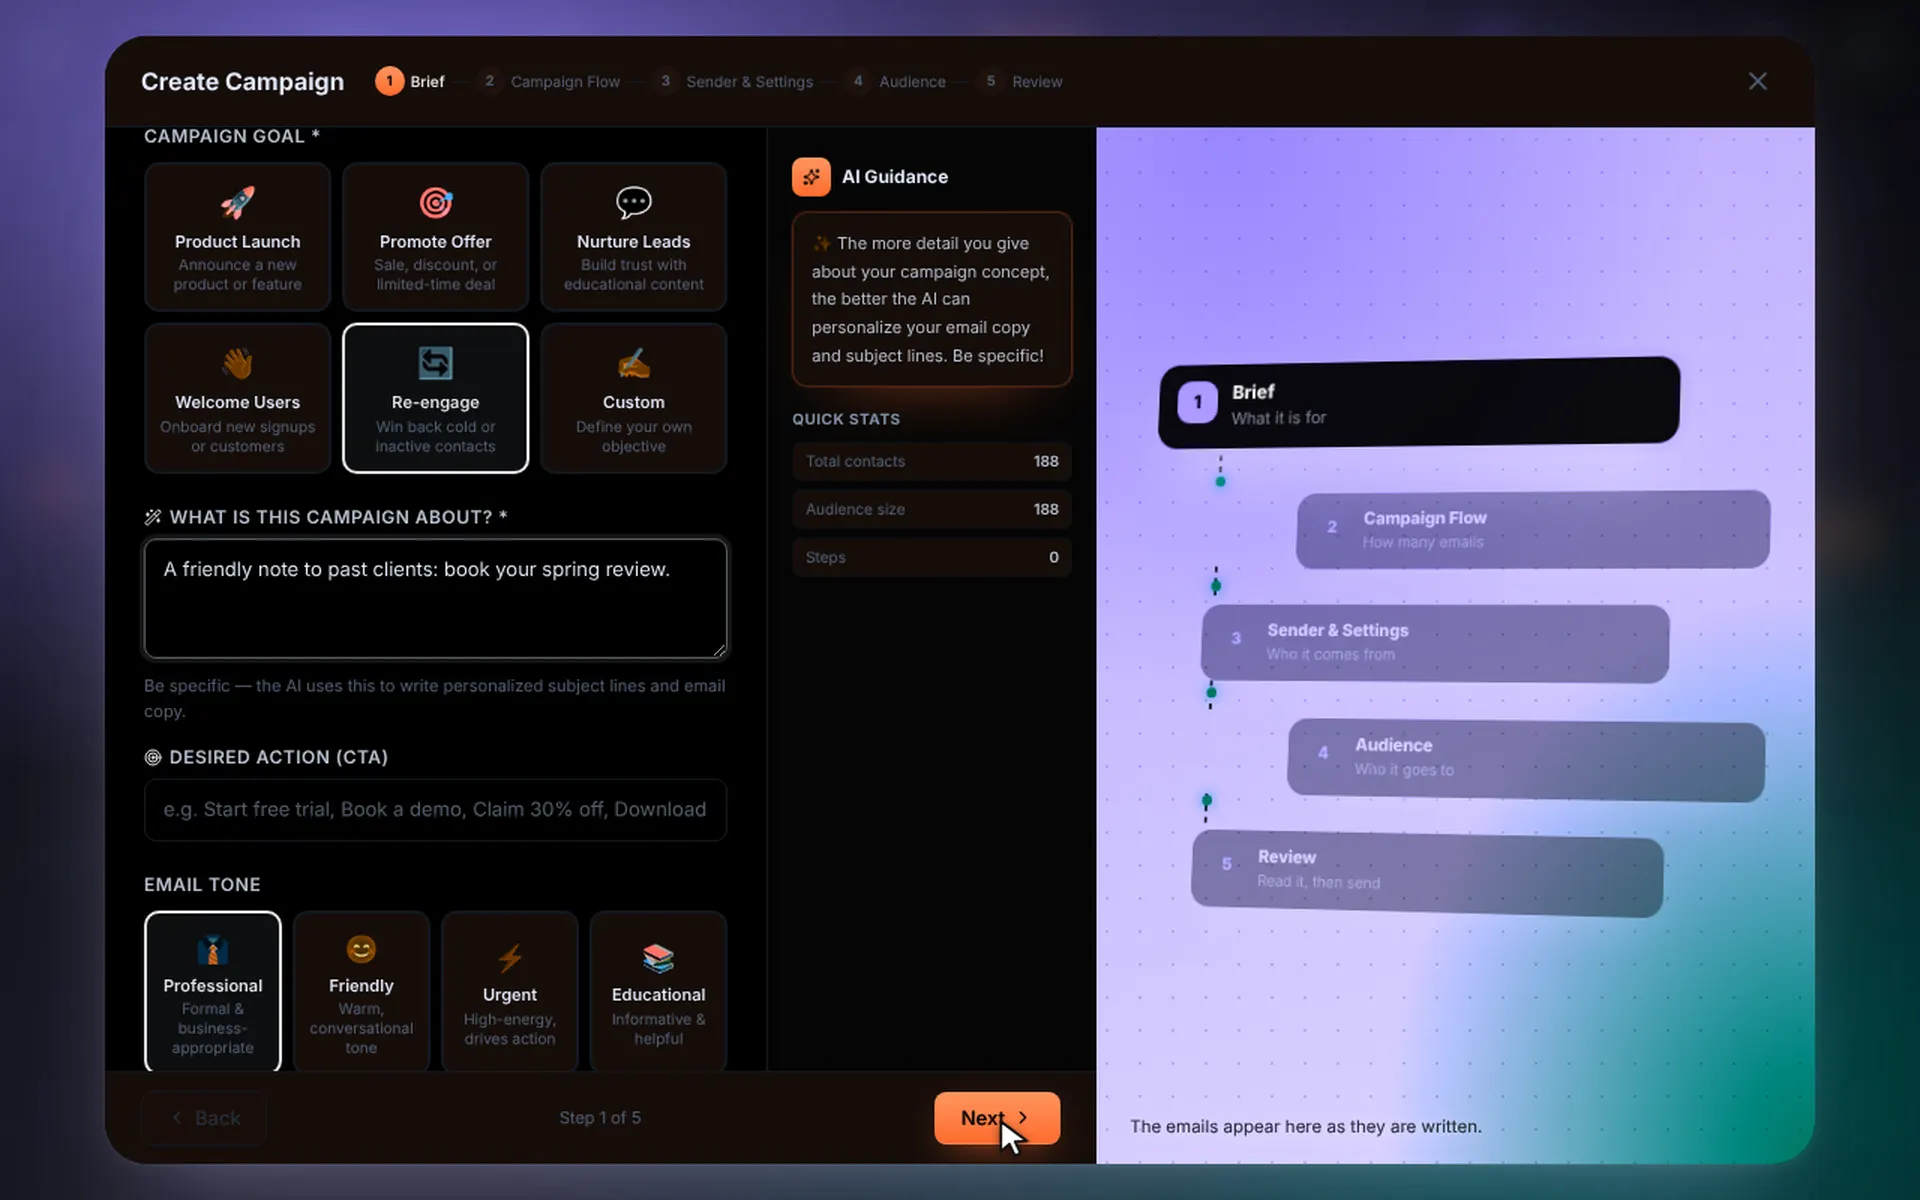 Create Campaign
1 Brief
2 Campaign Flow
3 Sender & Settings
4 Audience
5 Review
CAMPAIGN GOAL *
Product Launch
Announce a new
product or feature
Promote Offer
Sale, discount, or
limited-time deal
Nurture Leads
Build trust with
educational content
Welcome Users
Onboard new signups
or customers
Re-engage
Win back cold or
inactive contacts
Custom
Define your own
objective
WHAT IS THIS CAMPAIGN ABOUT? *
A friendly note to past clients: book your spring review.
Be specific — the AI uses this to write personalized subject lines and email
copy.
DESIRED ACTION (CTA)
e.g. Start free trial, Book a demo, Claim 30% off, Download
EMAIL TONE
Professional
Formal &
business-
appropriate
Friendly
Warm,
conversational
tone
Urgent
High-energy,
drives action
Educational
Informative &
helpful
Back
Step 1 of 5
Next
AI Guidance
✨ The more detail you give
about your campaign concept,
the better the AI can
personalize your email copy
and subject lines. Be specific!
QUICK STATS
Total contacts 188
Audience size 188
Steps 0
1 Brief
What it is for
2 Campaign Flow
How many emails
3 Sender & Settings
Who it comes from
4 Audience
Who it goes to
5 Review
Read it, then send
The emails appear here as they are written.